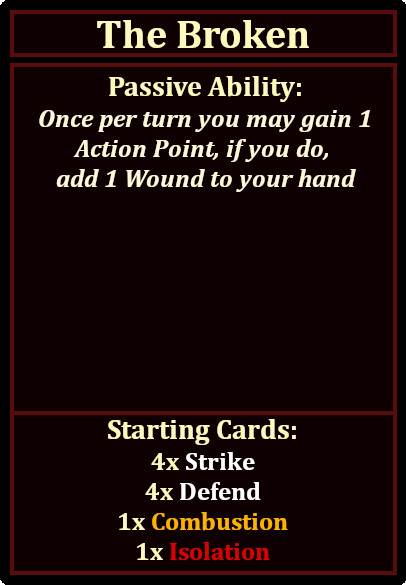 The Broken
Passive Ability:
Once per turn you may gain 1
Action Point, if you do,
add 1 Wound to your hand
Starting Cards:
4x Strike
4x Defend
1x Combustion
1x Isolation